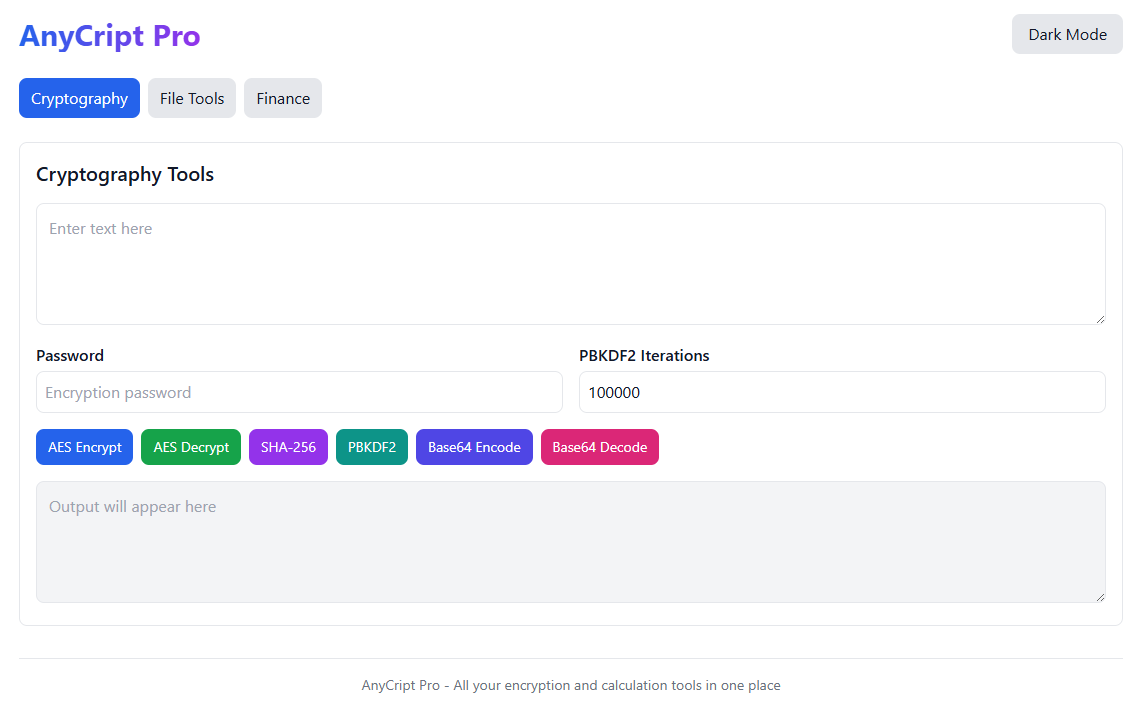 AnyCript Pro
Dark Mode
Cryptography
File Tools
Finance
Cryptography Tools
Enter text here
Password
PBKDF2 Iterations
Encryption password
100000
AES Encrypt
AES Decrypt
SHA-256
PBKDF2
Base64 Encode
Base64 Decode
Output will appear here
AnyCript Pro - All your encryption and calculation tools in one place